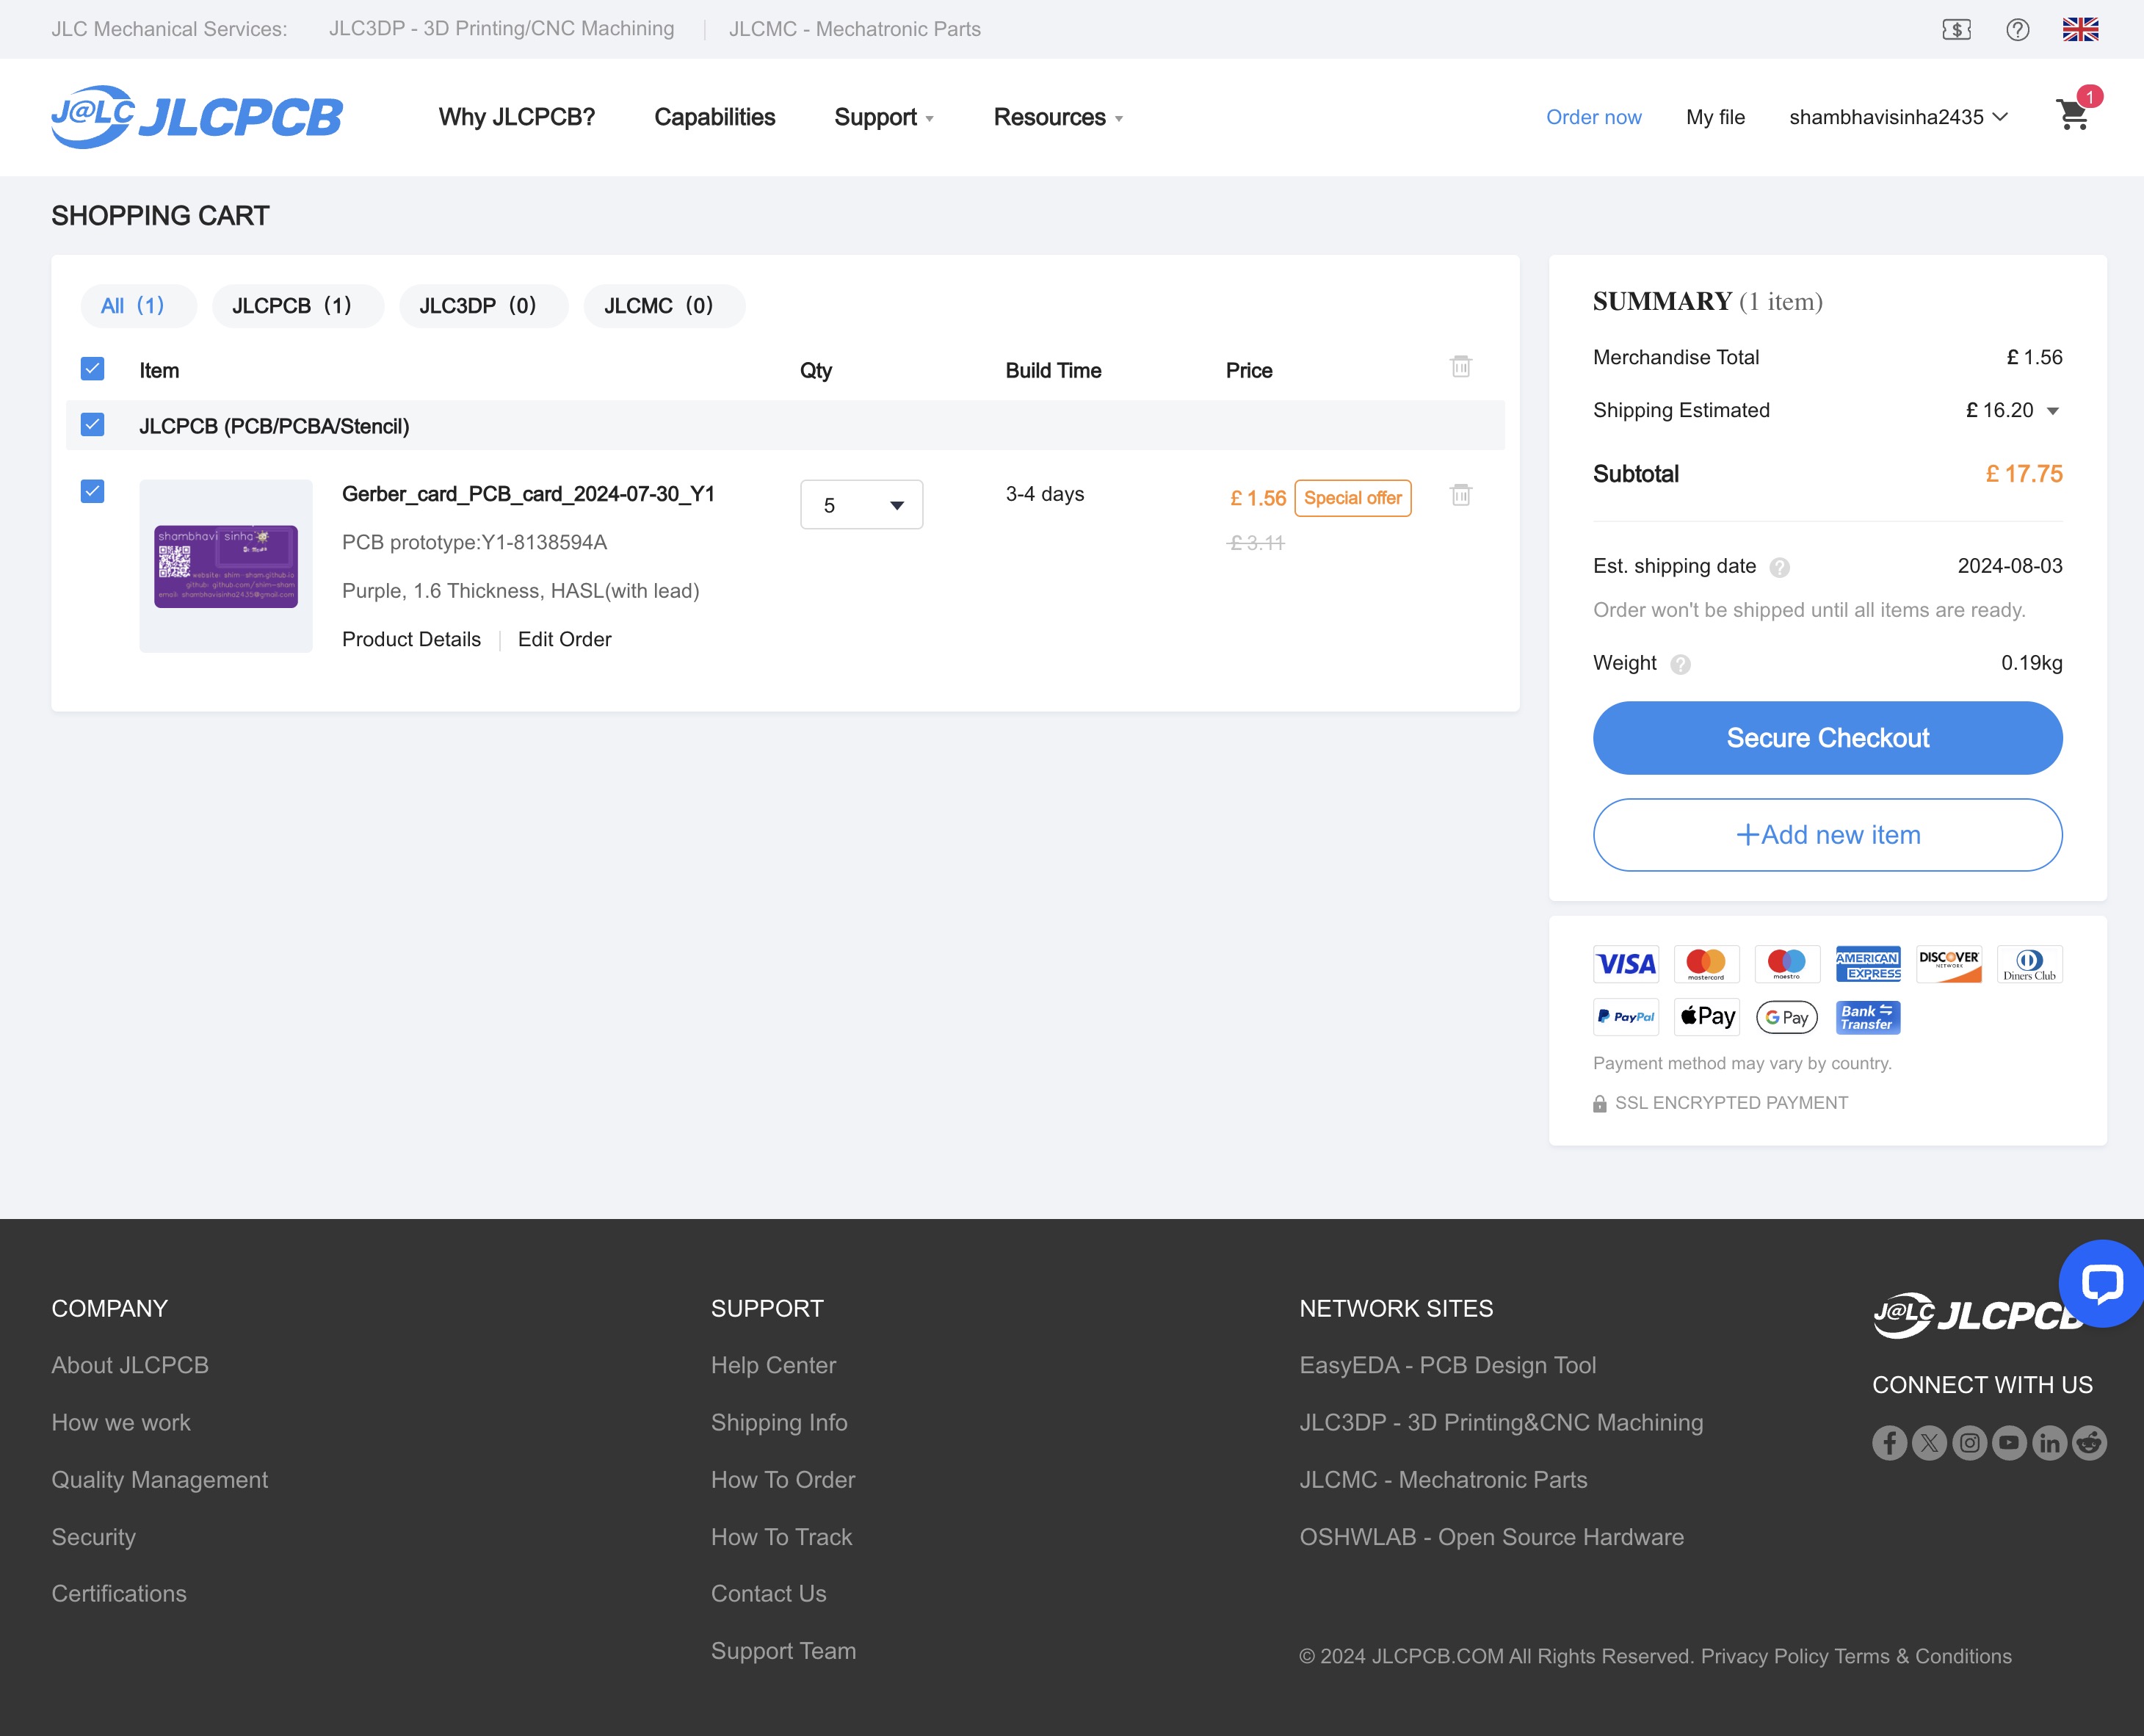 JLC Mechanical Services: JLC3DP - 3D Printing/CNC Machining JLCMC - Mechatronic Parts
J@LC JLCPCB Why JLCPCB? Capabilities Support Resources Order now My file shambhavisinha2435 1
SHOPPING CART
All (1) JLCPCB (1) JLC3DP (0) JLCMC (0)
Item Qty Build Time Price
JLCPCB (PCB/PCBA/Stencil)
Gerber_card_PCB_card_2024-07-30_Y1 5 3-4 days £ 1.56 Special offer
£ 3.11
PCB prototype:Y1-8138594A
Purple, 1.6 Thickness, HASL(with lead)
Product Details Edit Order
shambhavi sinha
website: shim-sham.github.io
github: github.com/shim-sham
email: shambhavisinha2435@gmail.com
SUMMARY (1 item)
Merchandise Total £ 1.56
Shipping Estimated £ 16.20
Subtotal £ 17.75
Est. shipping date ? 2024-08-03
Order won't be shipped until all items are ready.
Weight ? 0.19kg
Secure Checkout
+Add new item
VISA mastercard maestro AMERICAN EXPRESS DISCOVER NETWORK Diners Club
PayPal Pay G Pay Bank Transfer
Payment method may vary by country.
SSL ENCRYPTED PAYMENT
COMPANY
About JLCPCB
How we work
Quality Management
Security
Certifications
SUPPORT
Help Center
Shipping Info
How To Order
How To Track
Contact Us
Support Team
NETWORK SITES
EasyEDA - PCB Design Tool
JLC3DP - 3D Printing&CNC Machining
JLCMC - Mechatronic Parts
OSHWLAB - Open Source Hardware
J@LC JLCPCB
CONNECT WITH US
© 2024 JLCPCB.COM All Rights Reserved. Privacy Policy Terms & Conditions